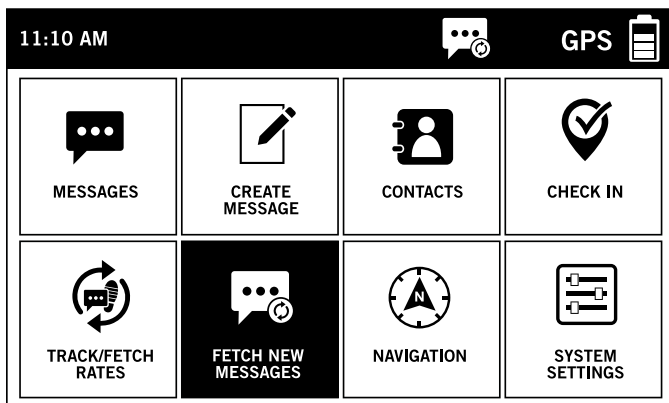 11:10 AM
GPS
MESSAGES
CREATE
MESSAGE
CONTACTS
CHECK IN
TRACK/FETCH
RATES
FETCH NEW
MESSAGES
N
NAVIGATION
SYSTEM
SETTINGS